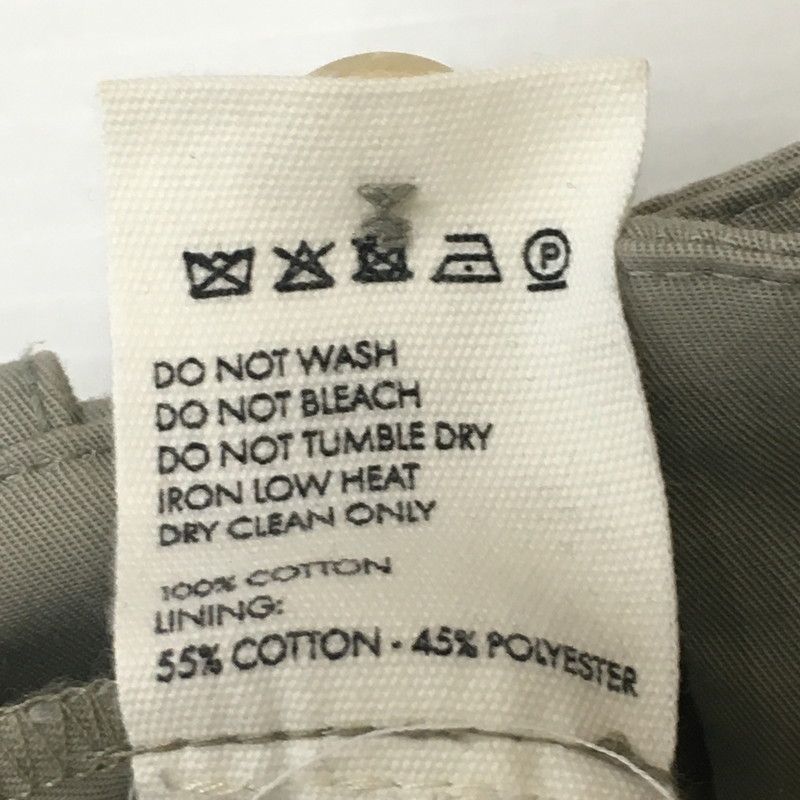 P
DO NOT WASH
DO NOT BLEACH
DO NOT TUMBLE DRY
IRON LOW HEAT
DRY CLEAN ONLY
100% COTTON
LINING:
55% COTTON - 45% POLYESTER